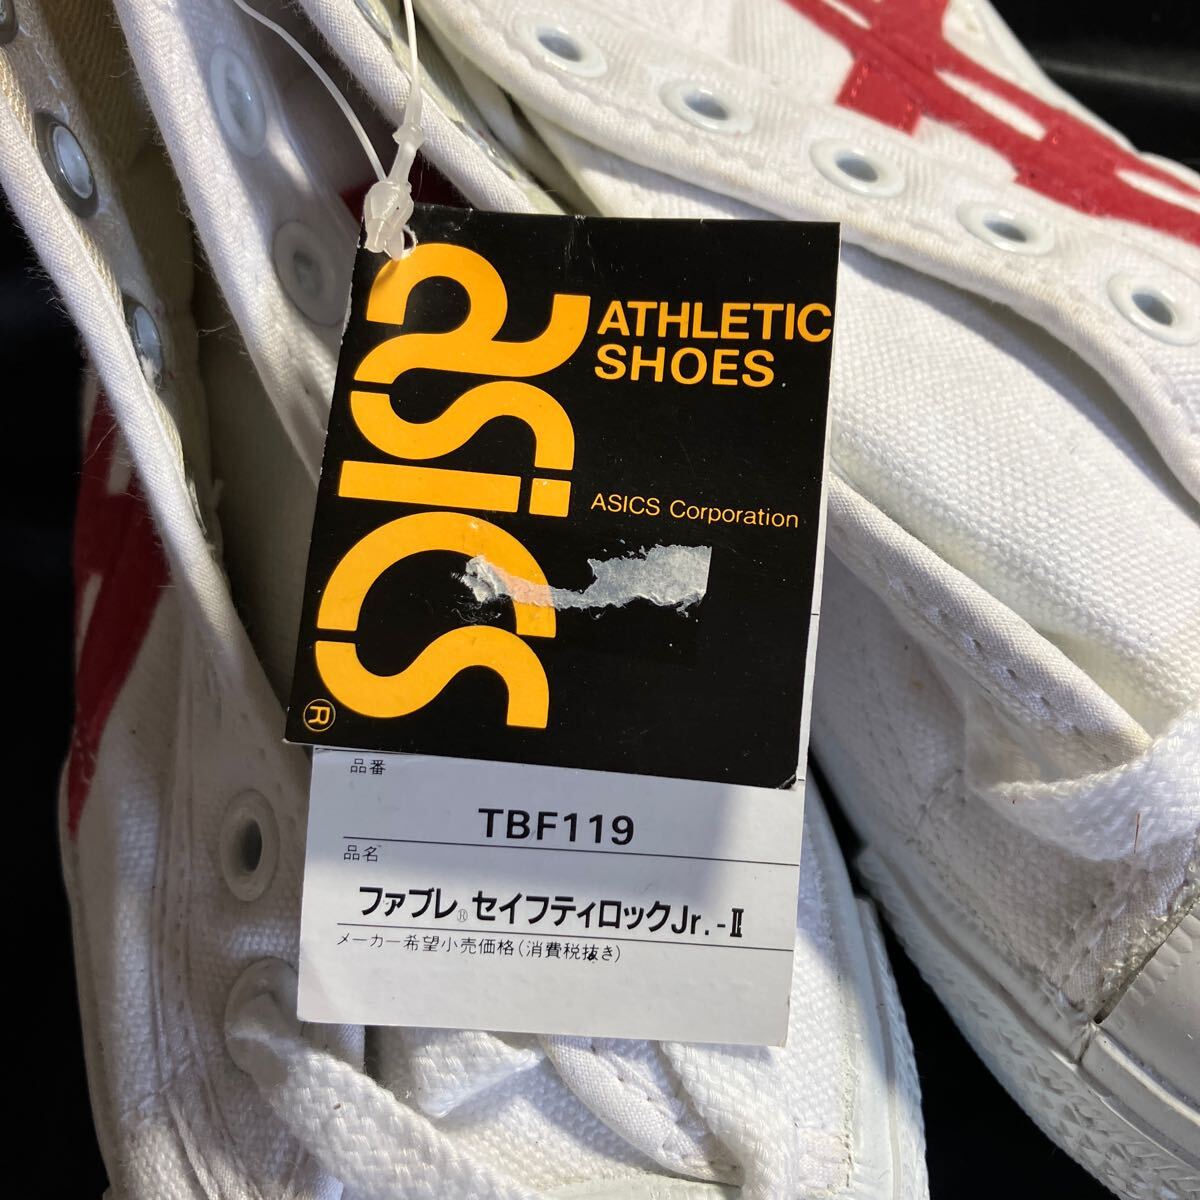 asics
®
ATHLETIC
SHOES
ASICS Corporation
品番
TBF119
品名
ファブレ®セイフティロックJr.-Ⅱ
メーカー希望小売価格(消費税抜き)